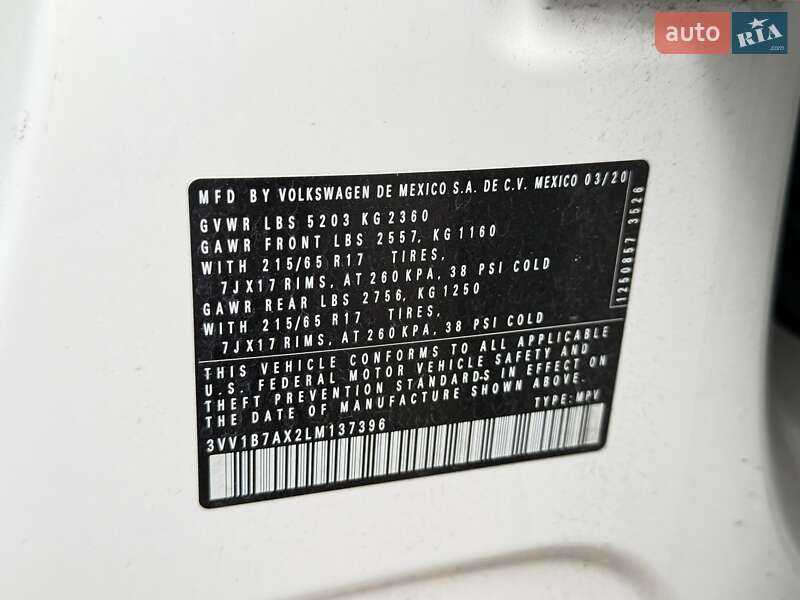 auto RIA.com
MFD BY VOLKSWAGEN DE MEXICO S.A. DE C.V. MEXICO 03/20
GVWR LBS 5203 KG 2360
GAWR FRONT LBS 2557, KG 1160
WITH 215/65 R17 TIRES,
7JX17 RIMS, AT 260 KPA, 38 PSI COLD
GAWR REAR LBS 2756, KG 1250
WITH 215/65 R17 TIRES,
7JX17 RIMS, AT 260 KPA, 38 PSI COLD
1250857 3526
THIS VEHICLE CONFORMS TO ALL APPLICABLE
U.S. FEDERAL MOTOR VEHICLE SAFETY AND
THEFT PREVENTION STANDARDS IN EFFECT ON
THE DATE OF MANUFACTURE SHOWN ABOVE.
3VV1B7AX2LM137396 TYPE: MPV